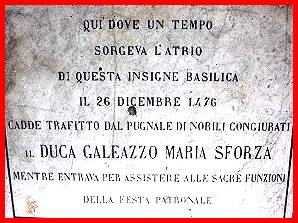 QUI DOVE UN TEMPO
SORGEVA L'ATRIO
DI QUESTA INSIGNE BASILICA
IL 26 DICEMBRE 1476
CADDE TRAFITTO DAL PUGNALE DI NOBILI CONGIURATI
IL DUCA GALEAZZO MARIA SFORZA
MENTRE ENTRAVA PER ASSISTERE ALLE SACRE FUNZIONI
DELLA FESTA PATRONALE